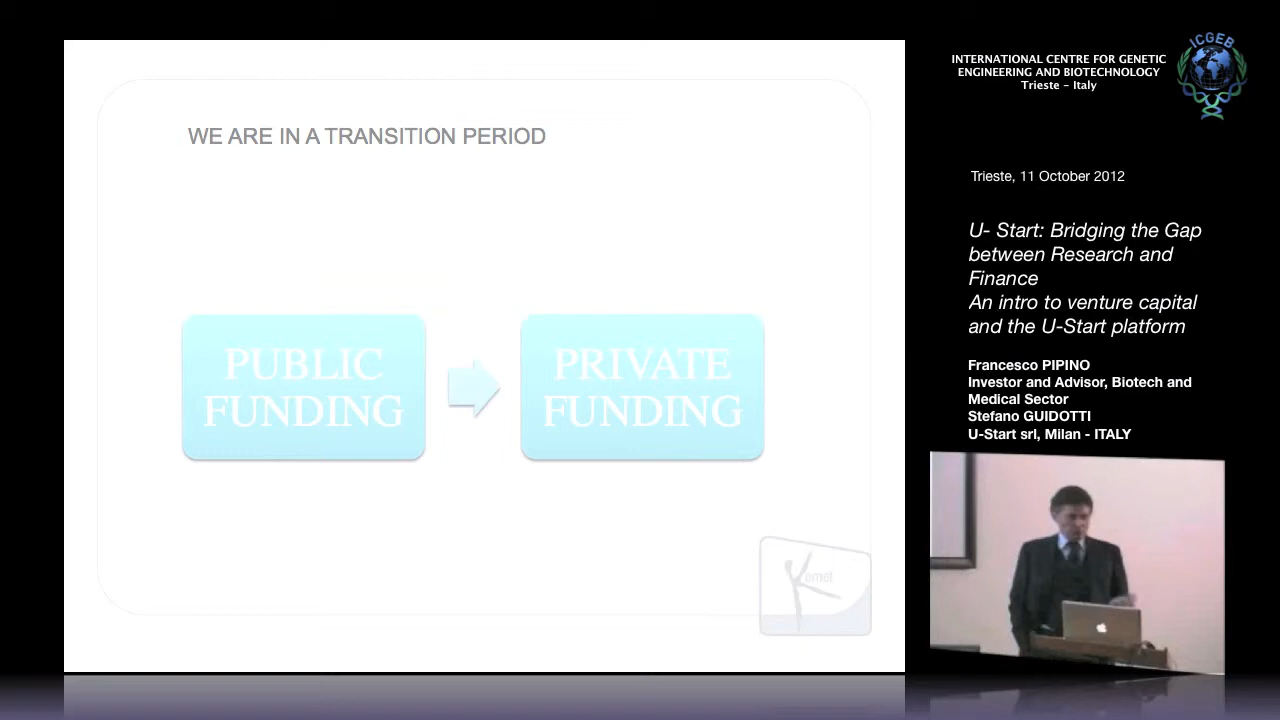 WE ARE IN A TRANSITION PERIOD
PUBLIC
FUNDING
PRIVATE
FUNDING
Kemet
INTERNATIONAL CENTRE FOR GENETIC
ENGINEERING AND BIOTECHNOLOGY
Trieste - Italy
ICGEB
Trieste, 11 October 2012
U- Start: Bridging the Gap
between Research and
Finance
An intro to venture capital
and the U-Start platform
Francesco PIPINO
Investor and Advisor, Biotech and
Medical Sector
Stefano GUIDOTTI
U-Start srl, Milan - ITALY